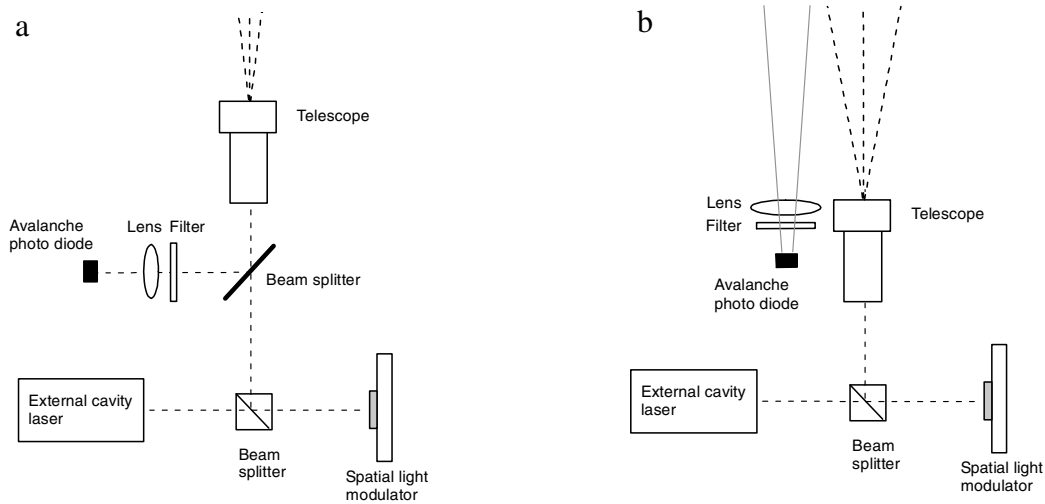 a
Telescope
Avalanche
photo diode
Lens
Filter
Beam splitter
External cavity
laser
Beam
splitter
Spatial light
modulator
b
Lens
Filter
Telescope
Avalanche
photo diode
External cavity
laser
Beam
splitter
Spatial light
modulator